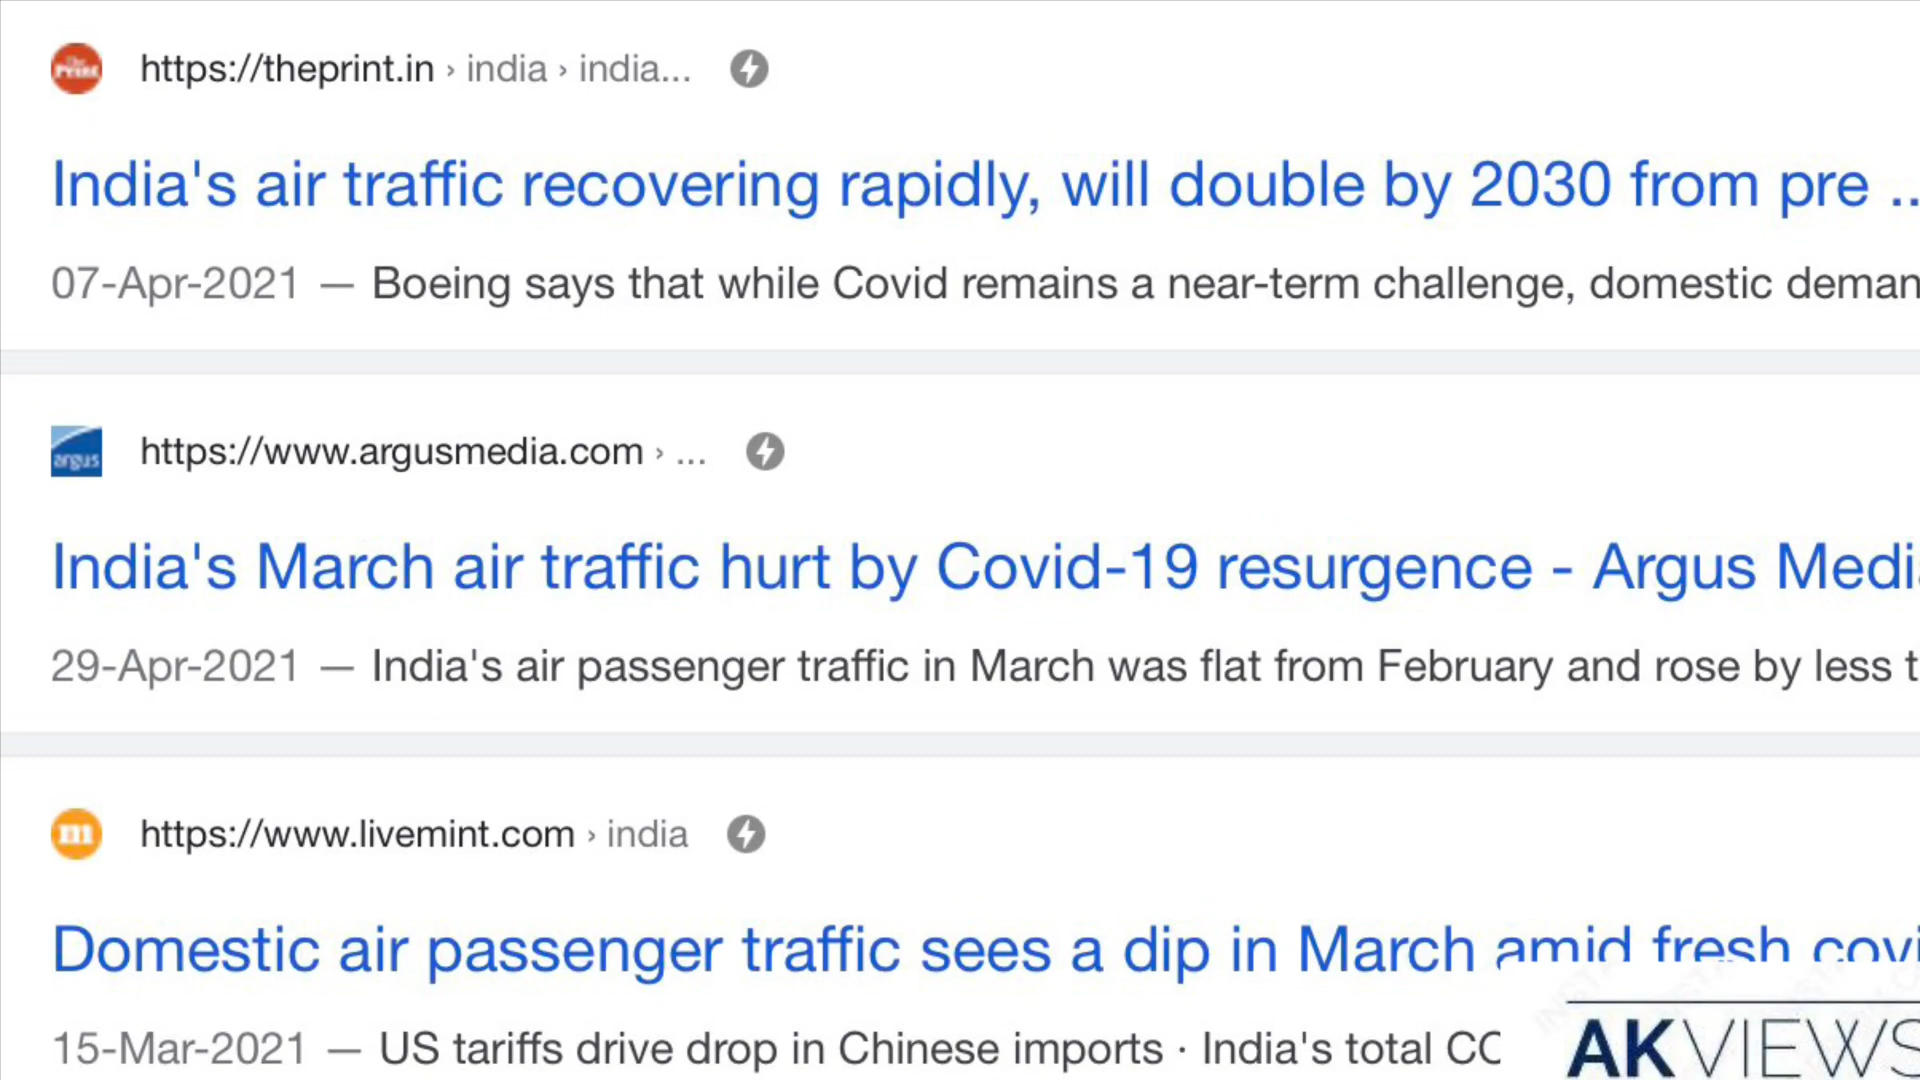 The Print
https://theprint.in › india › india...
India's air traffic recovering rapidly, will double by 2030 from pre ..
07-Apr-2021 — Boeing says that while Covid remains a near-term challenge, domestic deman
argus
https://www.argusmedia.com › ...
India's March air traffic hurt by Covid-19 resurgence - Argus Medi
29-Apr-2021 — India's air passenger traffic in March was flat from February and rose by less t
m
https://www.livemint.com › india
Domestic air passenger traffic sees a dip in March amid fresh covi
15-Mar-2021 — US tariffs drive drop in Chinese imports · India's total CC
AKVIEWS